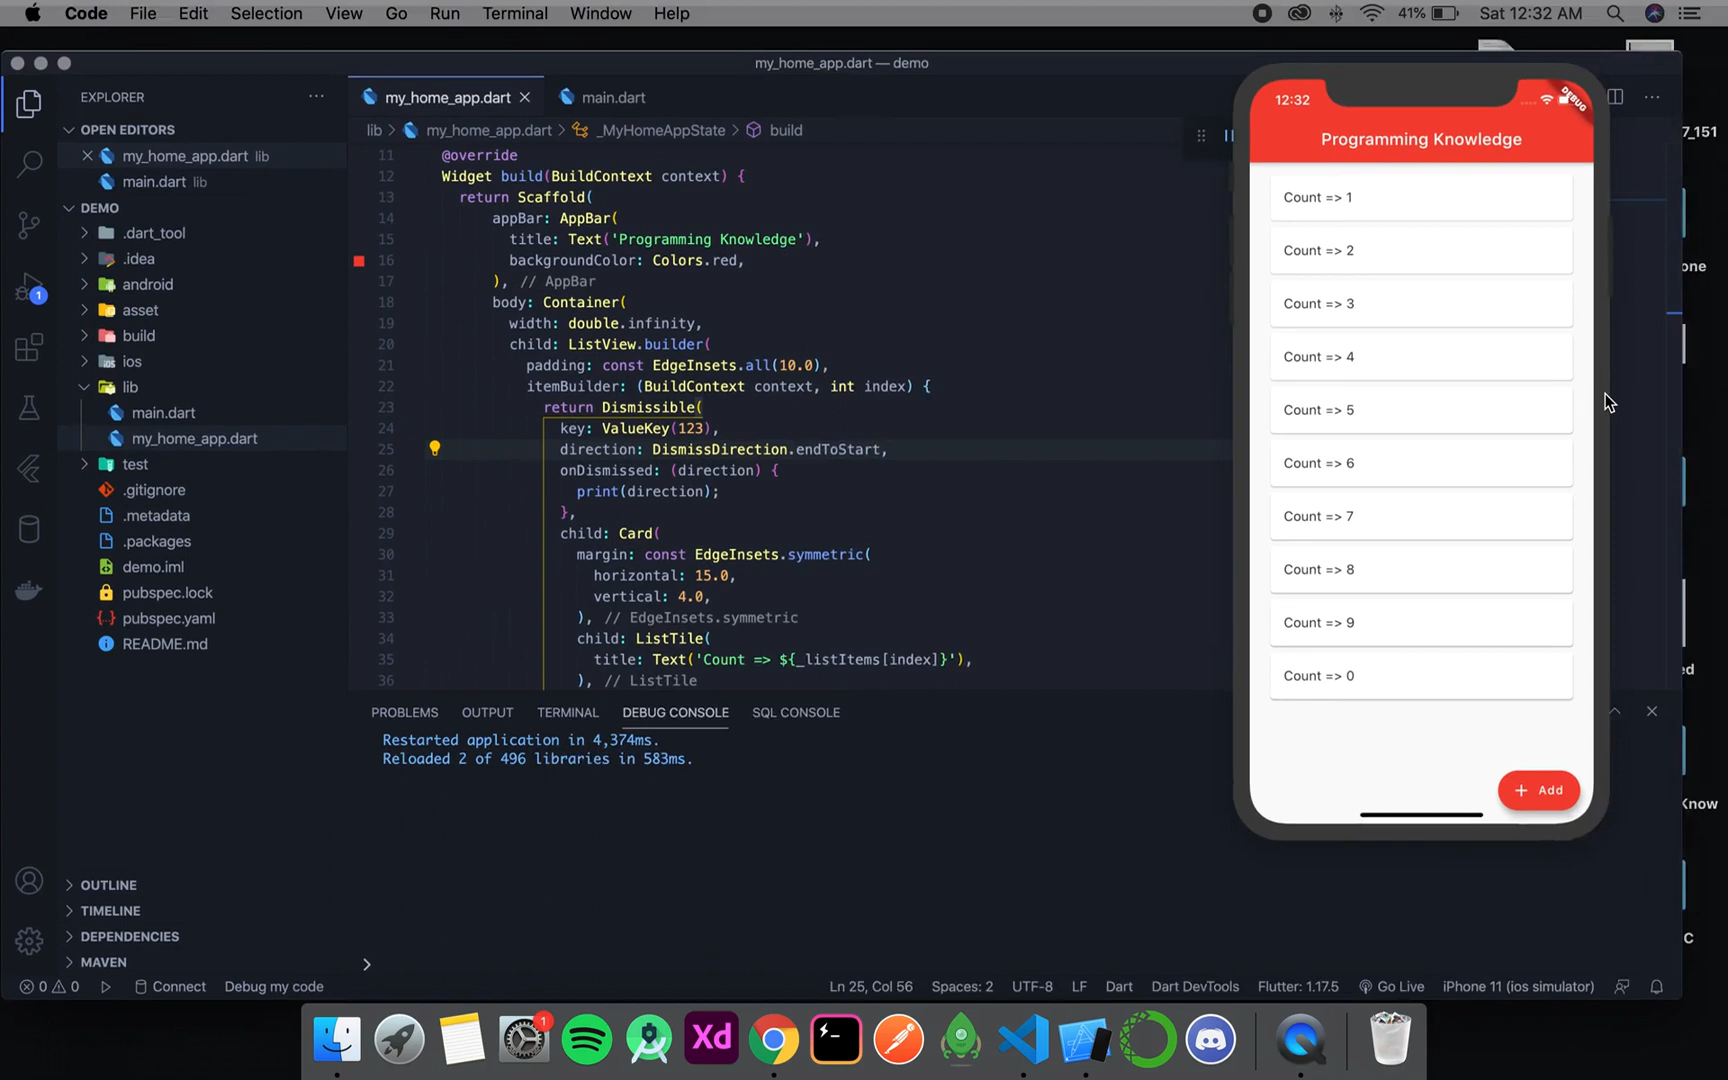 Code File Edit Selection View Go Run Terminal Window Help
41% Sat 12:32 AM
my_home_app.dart — demo
EXPLORER
OPEN EDITORS
my_home_app.dart lib
main.dart lib
DEMO
.dart_tool
.idea
android
asset
build
ios
lib
main.dart
my_home_app.dart
test
.gitignore
.metadata
.packages
demo.iml
pubspec.lock
pubspec.yaml
README.md
OUTLINE
TIMELINE
DEPENDENCIES
MAVEN
1
my_home_app.dart main.dart
lib > my_home_app.dart > _MyHomeAppState > build
11 @override
12 Widget build(BuildContext context) {
13 return Scaffold(
14 appBar: AppBar(
15 title: Text('Programming Knowledge'),
16 backgroundColor: Colors.red,
17 ), // AppBar
18 body: Container(
19 width: double.infinity,
20 child: ListView.builder(
21 padding: const EdgeInsets.all(10.0),
22 itemBuilder: (BuildContext context, int index) {
23 return Dismissible(
24 key: ValueKey(123),
25 direction: DismissDirection.endToStart,
26 onDismissed: (direction) {
27 print(direction);
28 },
29 child: Card(
30 margin: const EdgeInsets.symmetric(
31 horizontal: 15.0,
32 vertical: 4.0,
33 ), // EdgeInsets.symmetric
34 child: ListTile(
35 title: Text('Count => ${_listItems[index]}'),
36 ), // ListTile
PROBLEMS OUTPUT TERMINAL DEBUG CONSOLE SQL CONSOLE
Restarted application in 4,374ms.
Reloaded 2 of 496 libraries in 583ms.
12:32
DEBUG
Programming Knowledge
Count => 1
Count => 2
Count => 3
Count => 4
Count => 5
Count => 6
Count => 7
Count => 8
Count => 9
Count => 0
+ Add
7_151
one
ed
Know
C
0 0 Connect Debug my code
Ln 25, Col 56 Spaces: 2 UTF-8 LF Dart Dart DevTools Flutter: 1.17.5 Go Live iPhone 11 (ios simulator)
1
Xd